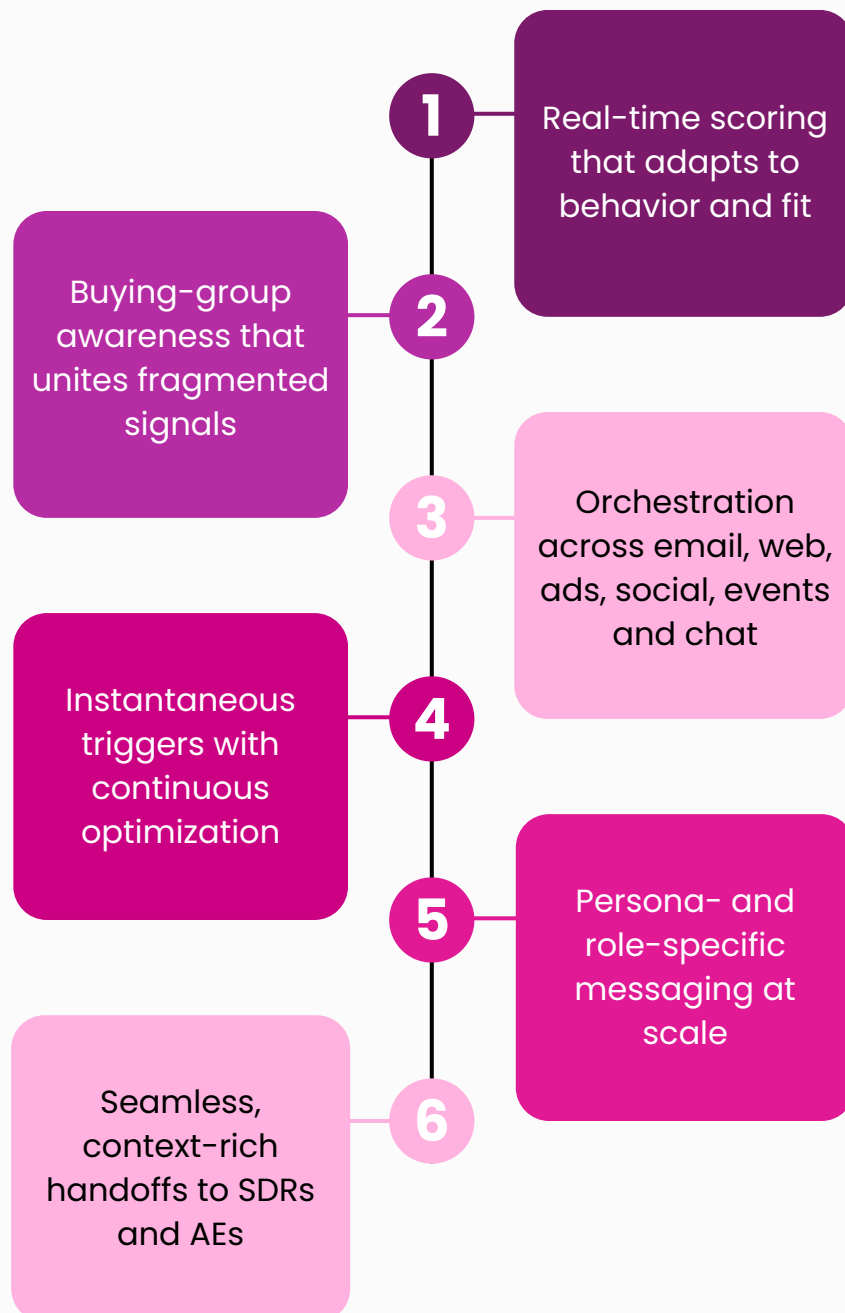 1
Real-time scoring
that adapts to
behavior and fit
2
Buying-group
awareness that
unites fragmented
signals
3
Orchestration
across email, web,
ads, social, events
and chat
4
Instantaneous
triggers with
continuous
optimization
5
Persona- and
role-specific
messaging at
scale
6
Seamless,
context-rich
handoffs to SDRs
and AEs